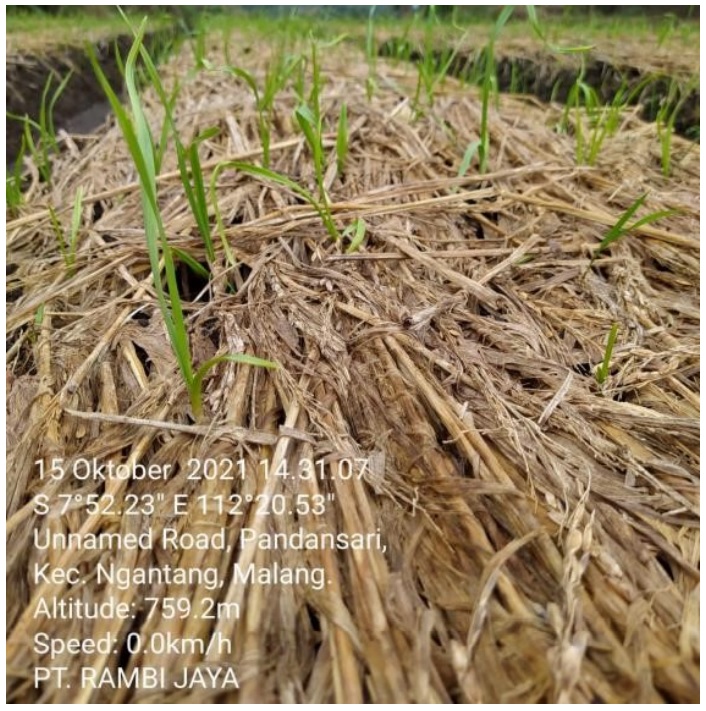 15 Oktober 2021 14.31.07
S 7°52.23" E 112°20.53"
Unnamed Road, Pandansari,
Kec. Ngantang, Malang.
Altitude: 759.2m
Speed: 0.0km/h
PT. RAMBI JAYA